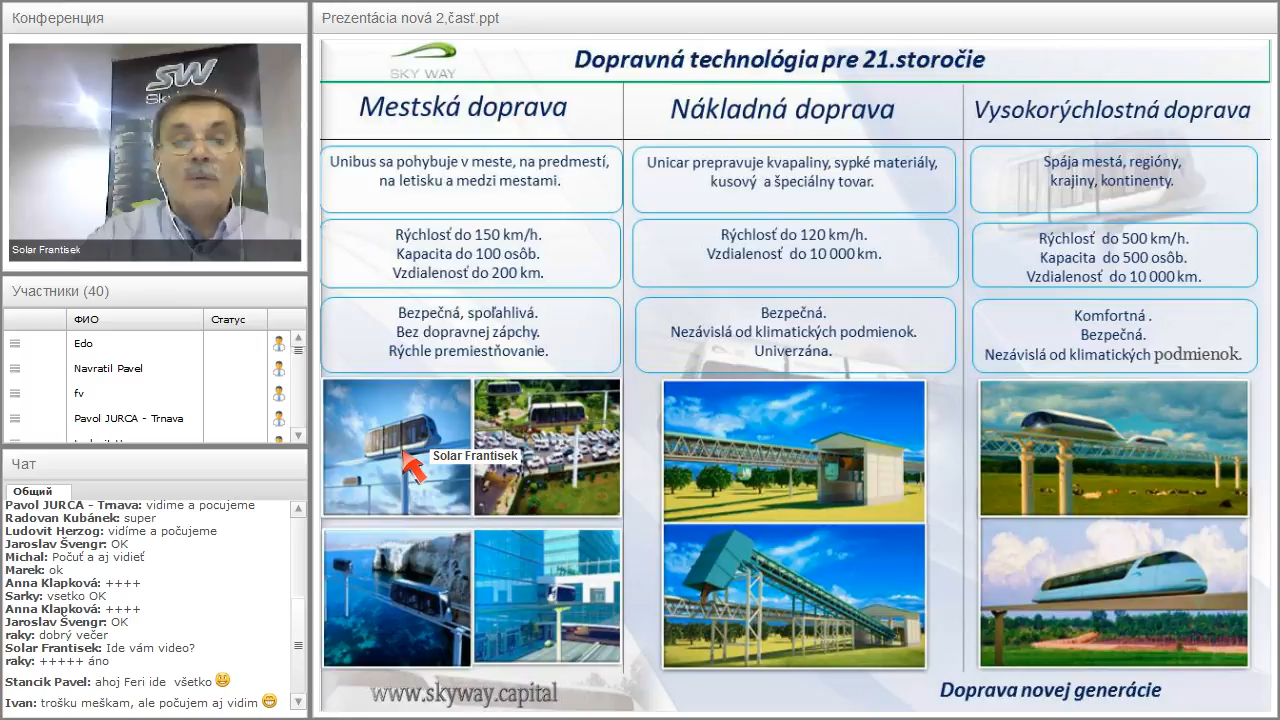 Конференция
SW
Solar Frantisek
Участники (40)
ФИО
Статус
Edo
Navratil Pavel
fv
Pavol JURCA - Trnava
Чат
Общий
Pavol JURCA - Trnava: vidime a pocujeme
Radovan Kubánek: super
Ludovit Herzog: vidíme a počujeme
Jaroslav Švengr: OK
Michal: Počuť a aj vidieť
Marek: ok
Anna Klapková: ++++
Sarky: vsetko OK
Anna Klapková: ++++
Jaroslav Švengr: OK
raky: dobrý večer
Solar Frantisek: Ide vám video?
raky: +++++ áno
Stancik Pavel: ahoj Feri ide všetko
Ivan: trošku meškam, ale počujem aj vidim
Prezentácia nová 2,časť.ppt
SKY WAY
Dopravná technológia pre 21.storočie
Mestská doprava
Unibus sa pohybuje v meste, na predmestí,
na letisku a medzi mestami.
Rýchlosť do 150 km/h.
Kapacita do 100 osôb.
Vzdialenosť do 200 km.
Bezpečná, spoľahlivá.
Bez dopravnej zápchy.
Rýchle premiestňovanie.
Solar Frantisek
Nákladná doprava
Unicar prepravuje kvapaliny, sypké materiály,
kusový a špeciálny tovar.
Rýchlosť do 120 km/h.
Vzdialenosť do 10 000 km.
Bezpečná.
Nezávislá od klimatických podmienok.
Univerzána.
Vysokorýchlostná doprava
Spája mestá, regióny,
krajiny, kontinenty.
Rýchlosť do 500 km/h.
Kapacita do 500 osôb.
Vzdialenosť do 10 000 km.
Komfortná .
Bezpečná.
Nezávislá od klimatických podmienok.
www.skyway.capital
Doprava novej generácie